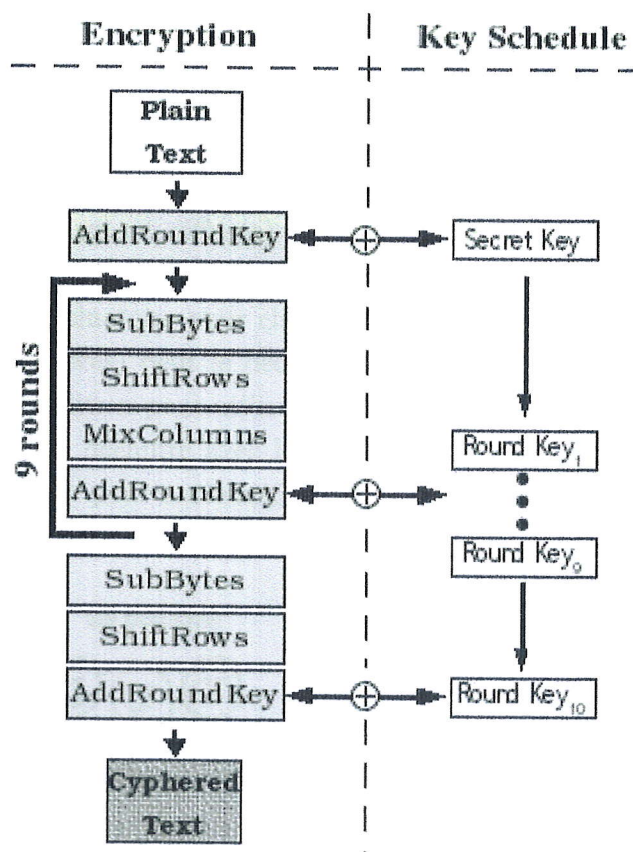 Encryption
Key Schedule
Plain
Text
AddRoundKey
Secret Key
SubBytes
ShiftRows
MixColumns
AddRoundKey
9 rounds
Round Key1
Round Key9
SubBytes
ShiftRows
AddRoundKey
Round Key10
Cyphered
Text